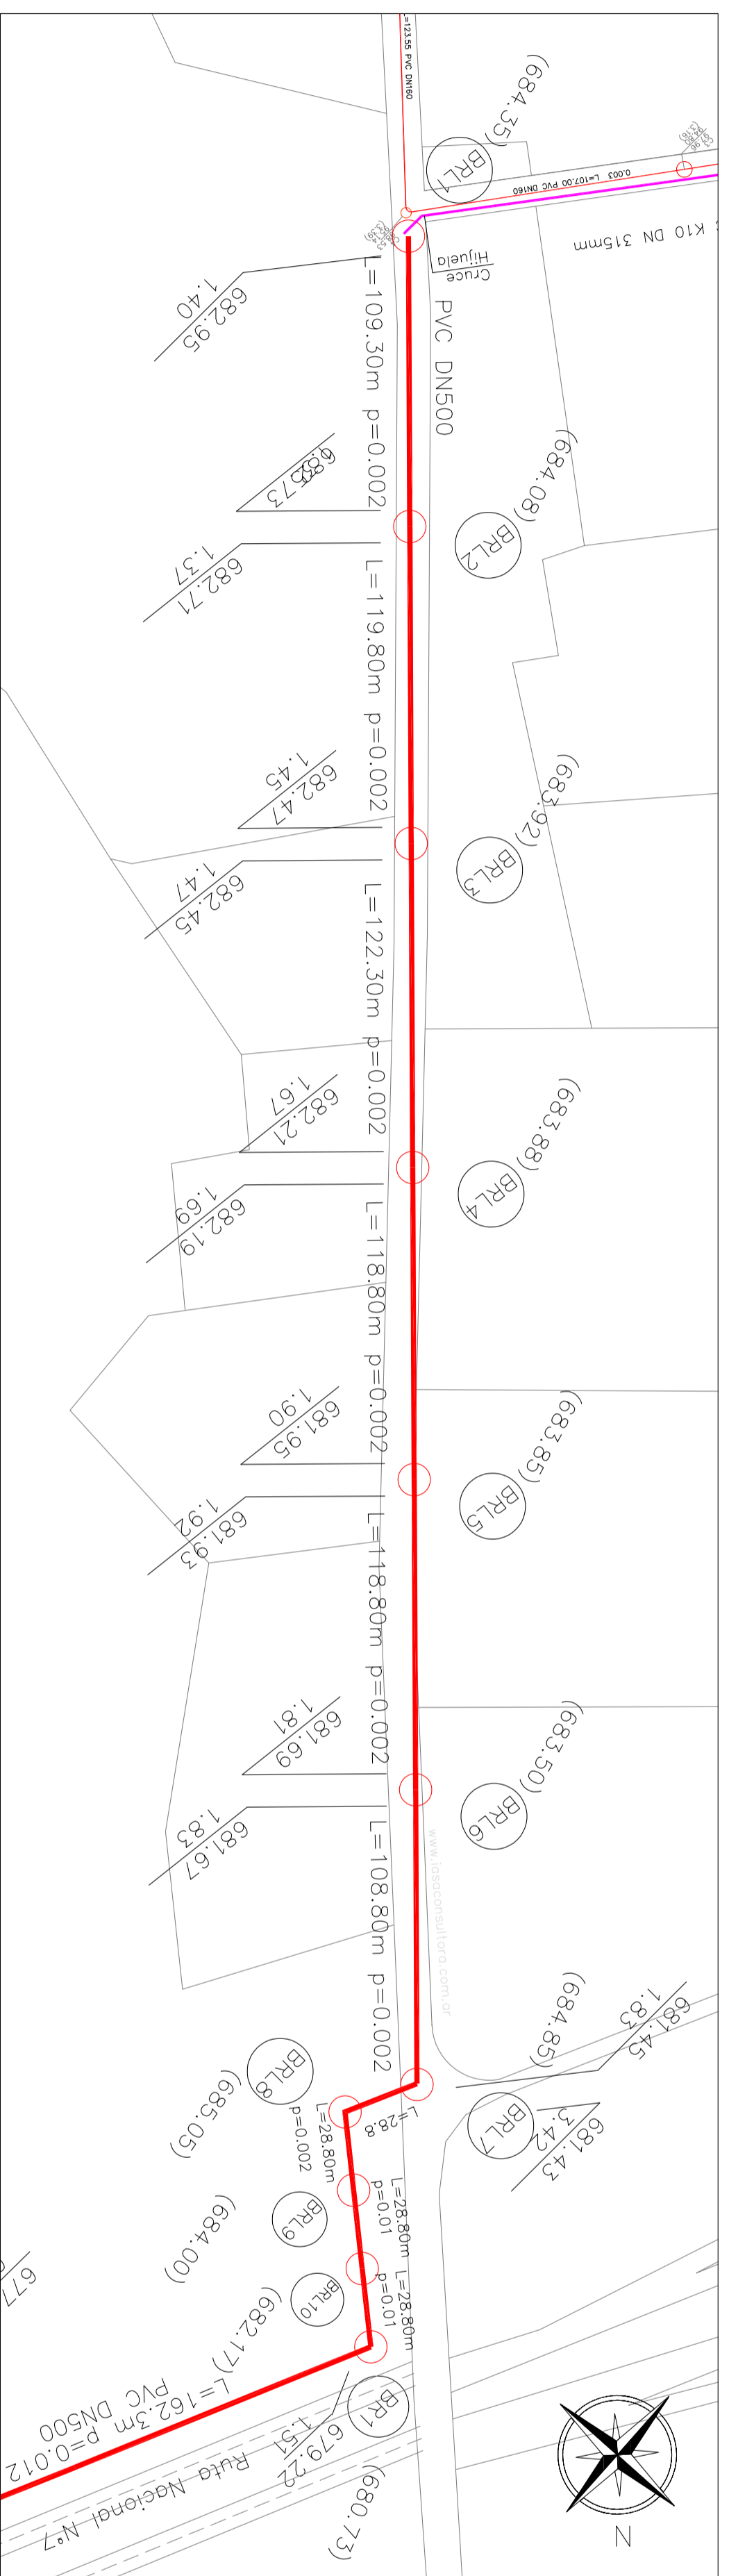 L=123.55 PVC DN160
(684.35)
BRL1
0.003 L=107.00 PVC DN160
K10 DN 315mm
Cruce
Hijuela
PVC DN500
682.95
1.40
L=109.30m p=0.002
(684.08)
BRL2
682.71
1.37
L=119.80m p=0.002
(683.92)
BRL3
682.47
1.45
682.45
1.47
L=122.30m p=0.002
(683.88)
BRL4
682.21
1.67
682.19
1.69
L=118.80m p=0.002
(683.85)
BRL5
681.95
1.90
681.93
1.92
L=118.80m p=0.002
(683.50)
BRL6
681.69
1.81
681.67
1.83
L=108.80m p=0.002
www.iasaconsultora.com.ar
(684.85)
BRL7
681.45
1.83
681.43
3.42
L=28.8
BRL8
(685.05)
L=28.80m
p=0.002
BRL9
(684.00)
L=28.80m
p=0.01
BRL10
(682.17)
L=28.80m
p=0.01
677
BR1
(680.73)
679.22
1.51
L=162.3m p=0.012
PVC DN500
Ruta Nacional Nº7
N